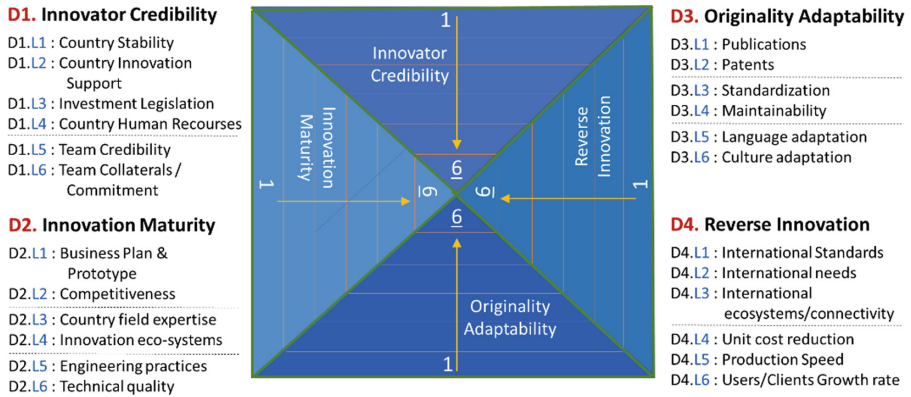 D1. Innovator Credibility
D1.L1 : Country Stability
D1.L2 : Country Innovation
Support
D1.L3 : Investment Legislation
D1.L4 : Country Human Recourses
D1.L5 : Team Credibility
D1.L6 : Team Collaterals /
Commitment
D2. Innovation Maturity
D2.L1 : Business Plan &
Prototype
D2.L2 : Competitiveness
D2.L3 : Country field expertise
D2.L4 : Innovation eco-systems
D2.L5 : Engineering practices
D2.L6 : Technical quality
1
Innovator
Credibility
6
Innovation
Maturity
1
6
Reverse
Innovation
1
6
6
Originality
Adaptability
1
D3. Originality Adaptability
D3.L1 : Publications
D3.L2 : Patents
D3.L3 : Standardization
D3.L4 : Maintainability
D3.L5 : Language adaptation
D3.L6 : Culture adaptation
D4. Reverse Innovation
D4.L1 : International Standards
D4.L2 : International needs
D4.L3 : International
ecosystems/connectivity
D4.L4 : Unit cost reduction
D4.L5 : Production Speed
D4.L6 : Users/Clients Growth rate